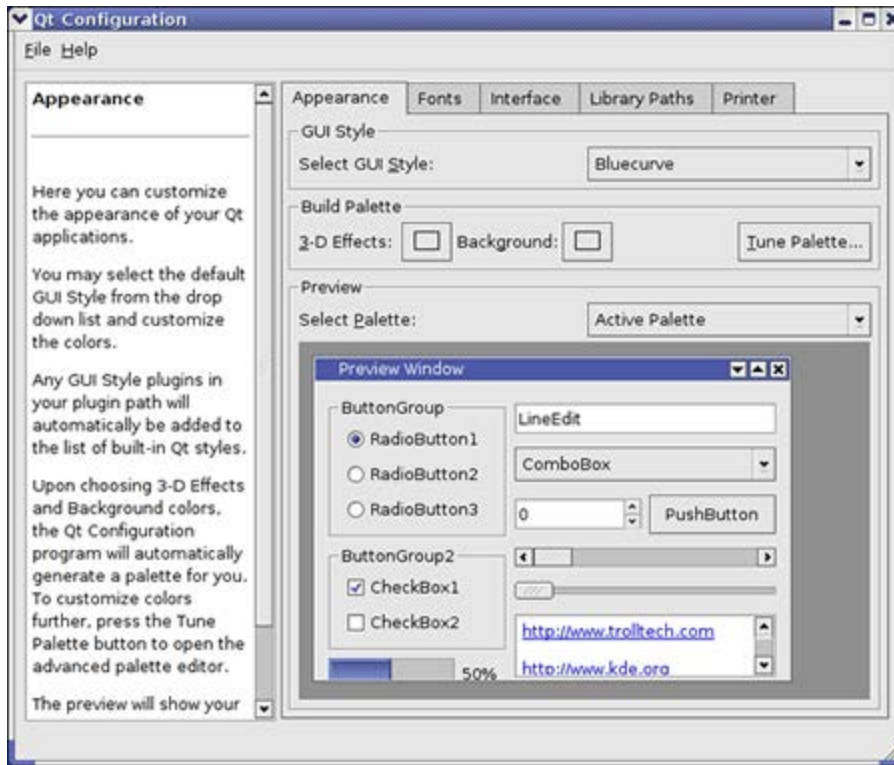 Qt Configuration
File Help
Appearance
Here you can customize
the appearance of your Qt
applications.
You may select the default
GUI Style from the drop
down list and customize
the colors.
Any GUI Style plugins in
your plugin path will
automatically be added to
the list of built-in Qt styles.
Upon choosing 3-D Effects
and Background colors,
the Qt Configuration
program will automatically
generate a palette for you.
To customize colors
further, press the Tune
Palette button to open the
advanced palette editor.
The preview will show your
Appearance Fonts Interface Library Paths Printer
GUI Style
Select GUI Style: Bluecurve
Build Palette
3-D Effects: Background: Tune Palette...
Preview
Select Palette: Active Palette
Preview Window
ButtonGroup
RadioButton1
RadioButton2
RadioButton3
ButtonGroup2
CheckBox1
CheckBox2
50%
LineEdit
ComboBox
0 PushButton
http://www.trolltech.com
http://www.kde.org